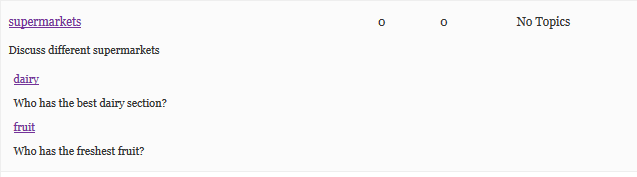 supermarkets 0 0 No Topics
Discuss different supermarkets
dairy
Who has the best dairy section?
fruit
Who has the freshest fruit?